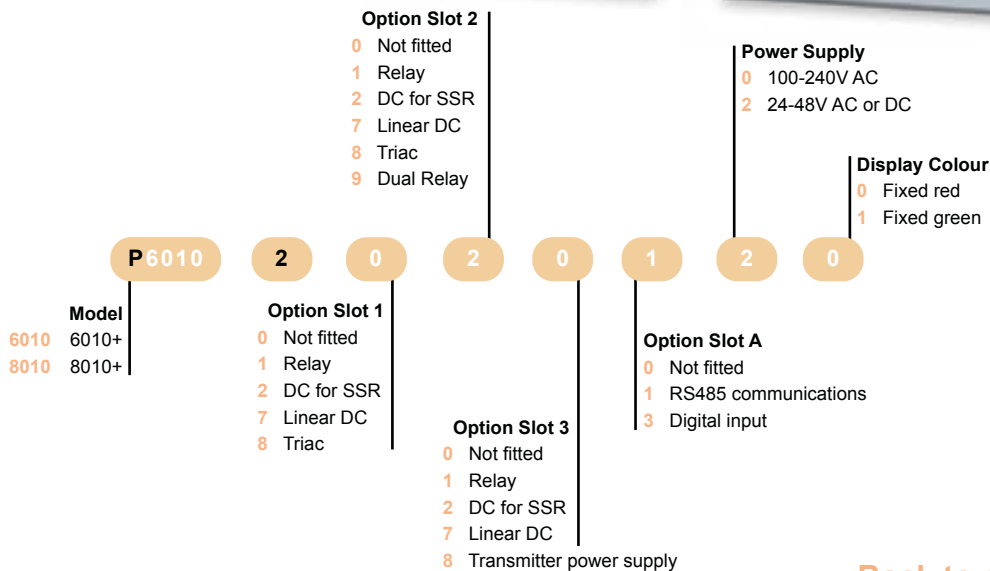 Option Slot 2
0 Not fitted
1 Relay
2 DC for SSR
7 Linear DC
8 Triac
9 Dual Relay
Power Supply
0 100-240V AC
2 24-48V AC or DC
Display Colour
0 Fixed red
1 Fixed green
P6010 2 0 2 0 1 2 0
Model
6010 6010+
8010 8010+
Option Slot 1
0 Not fitted
1 Relay
2 DC for SSR
7 Linear DC
8 Triac
Option Slot 3
0 Not fitted
1 Relay
2 DC for SSR
7 Linear DC
8 Transmitter power supply
Option Slot A
0 Not fitted
1 RS485 communications
3 Digital input